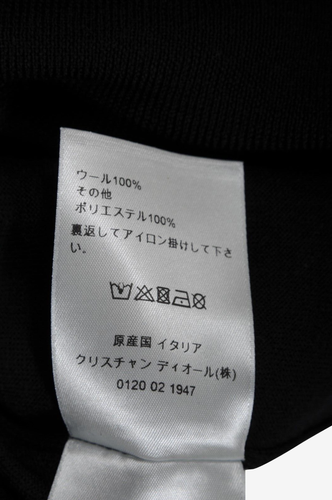 ウール100%
その他
ポリエステル100%
裏返してアイロン掛けして下さ
い。
原産国 イタリア
クリスチャン ディオール(株)
0120 02 1947